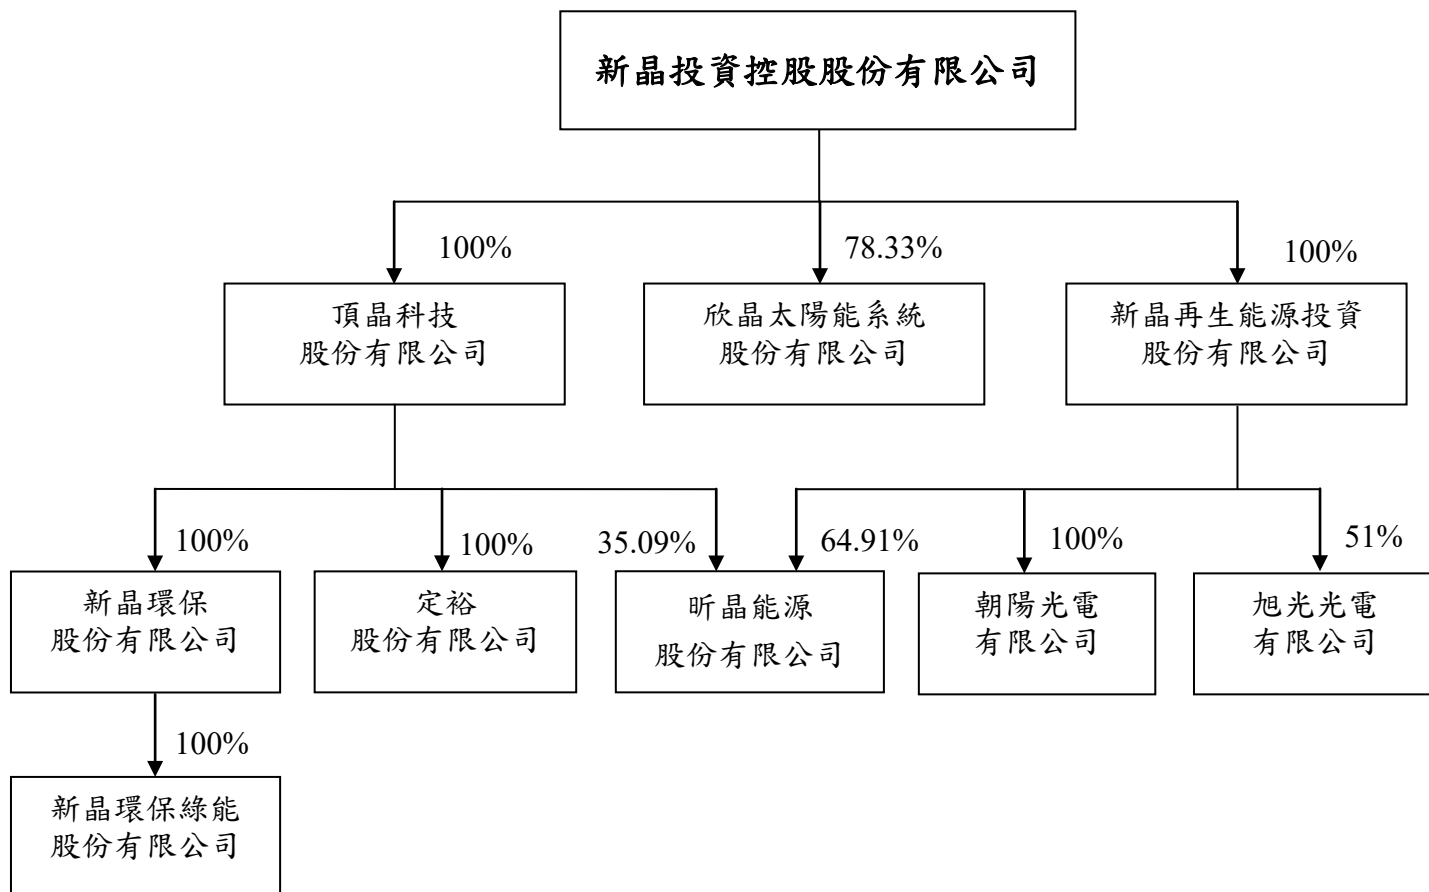 新晶投資控股股份有限公司
100%
78.33%
100%
頂晶科技
股份有限公司
欣晶太陽能系統
股份有限公司
新晶再生能源投資
股份有限公司
100%
100%
35.09%
64.91%
100%
51%
新晶環保
股份有限公司
定裕
股份有限公司
昕晶能源
股份有限公司
朝陽光電
有限公司
旭光光電
有限公司
100%
新晶環保綠能
股份有限公司